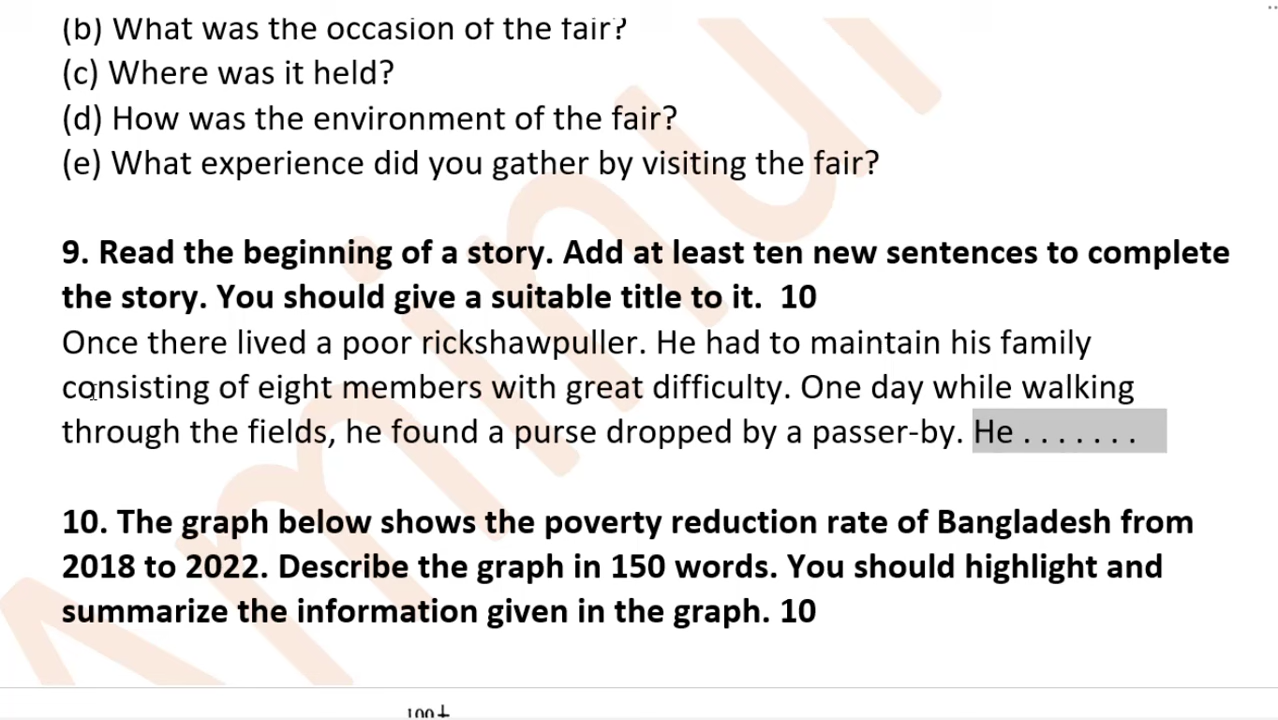 (b) What was the occasion of the fair?
(c) Where was it held?
(d) How was the environment of the fair?
(e) What experience did you gather by visiting the fair?
9. Read the beginning of a story. Add at least ten new sentences to complete
the story. You should give a suitable title to it. 10
Once there lived a poor rickshawpuller. He had to maintain his family
consisting of eight members with great difficulty. One day while walking
through the fields, he found a purse dropped by a passer-by. He . . . . . . .
10. The graph below shows the poverty reduction rate of Bangladesh from
2018 to 2022. Describe the graph in 150 words. You should highlight and
summarize the information given in the graph. 10
100